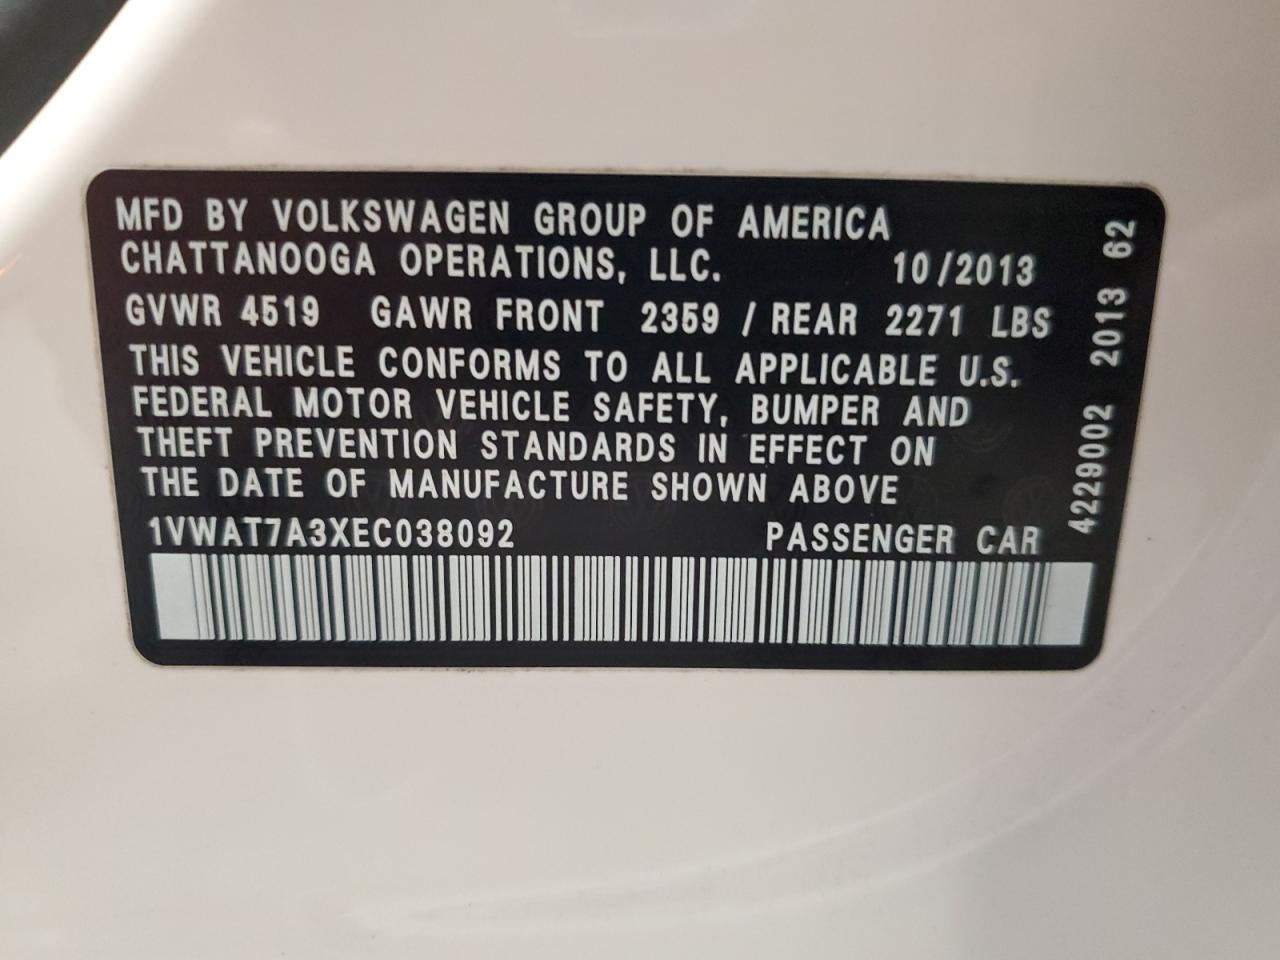 MFD BY VOLKSWAGEN GROUP OF AMERICA
CHATTANOOGA OPERATIONS, LLC. 10/2013
GVWR 4519 GAWR FRONT 2359 / REAR 2271 LBS
THIS VEHICLE CONFORMS TO ALL APPLICABLE U.S.
FEDERAL MOTOR VEHICLE SAFETY, BUMPER AND
THEFT PREVENTION STANDARDS IN EFFECT ON
THE DATE OF MANUFACTURE SHOWN ABOVE
1VWAT7A3XEC038092 PASSENGER CAR
4229002 2013 62